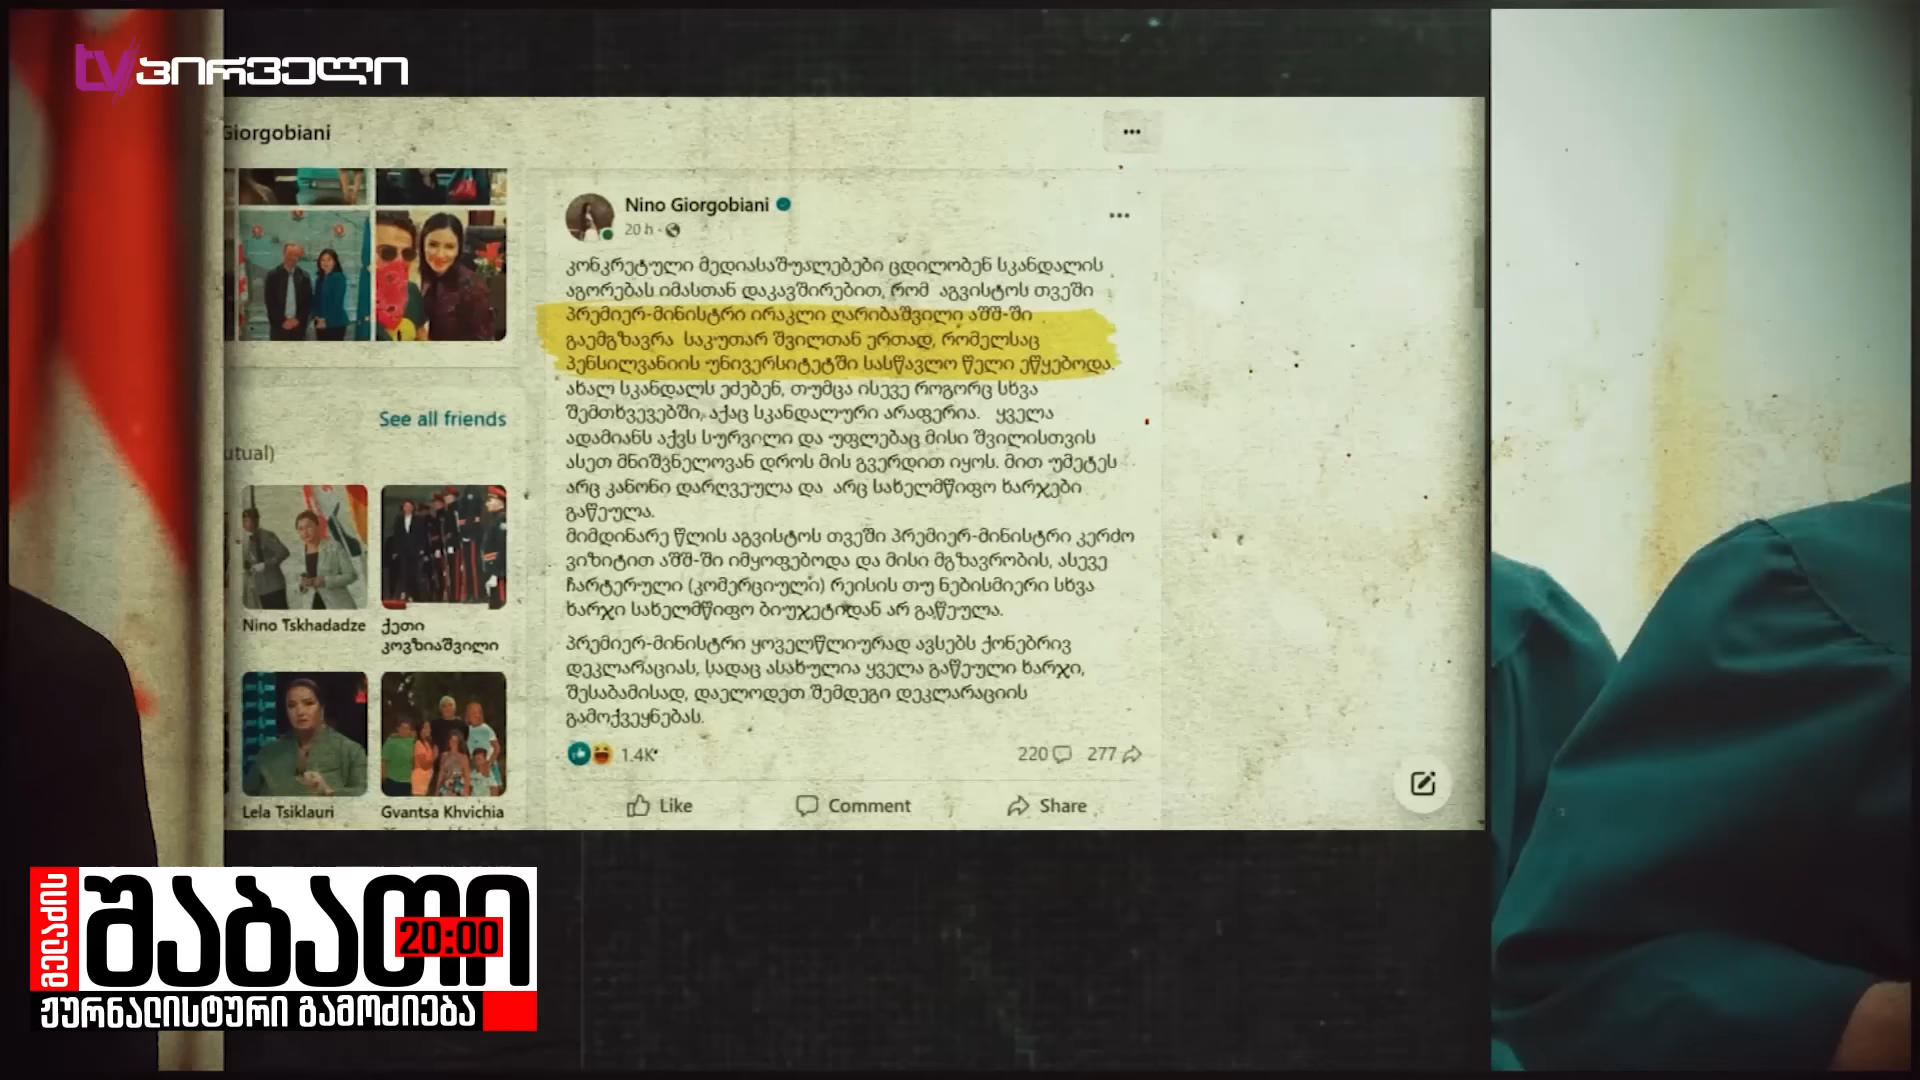 tv პირველი
Giorgobiani
Nino Giorgobiani
20 h
კონკრეტული მედიასაშუალებები ცდილობენ სკანდალის
აგორებას იმასთან დაკავშირებით, რომ აგვისტოს თვეში
პრემიერ-მინისტრი ირაკლი ღარიბაშვილი აშშ-ში
გაემგზავრა საკუთარ შვილთან ერთად, რომელსაც
პენსილვანიის უნივერსიტეტში სასწავლო წელი ეწყებოდა.
ახალ სკანდალს ეძებენ, თუმცა ისევე როგორც სხვა
შემთხვევებში, აქაც სკანდალური არაფერია. ყველა
ადამიანს აქვს სურვილი და უფლებაც მისი შვილისთვის
ასეთ მნიშვნელოვან დროს მის გვერდით იყოს. მით უმეტეს
არც კანონი დარღვეულა და არც სახელმწიფო ხარჯები
გაწეულა.
მიმდინარე წლის აგვისტოს თვეში პრემიერ-მინისტრი კერძო
ვიზიტით აშშ-ში იმყოფებოდა და მისი მგზავრობის, ასევე
ჩარტერული (კომერციული) რეისის თუ ნებისმიერი სხვა
ხარჯი სახელმწიფო ბიუჯეტიდან არ გაწეულა.
პრემიერ-მინისტრი ყოველწლიურად ავსებს ქონებრივ
დეკლარაციას, სადაც ასახულია ყველა გაწეული ხარჯი,
შესაბამისად, დაელოდეთ შემდეგი დეკლარაციის
გამოქვეყნებას.
1.4K
220
277
Like
Comment
Share
See all friends
utual)
Nino Tskhadadze
ქეთი
კოვზიაშვილი
Lela Tsiklauri
Gvantsa Khvichia
მელაძის
შაბათი
20:00
ჟურნალისტური გამოძიება